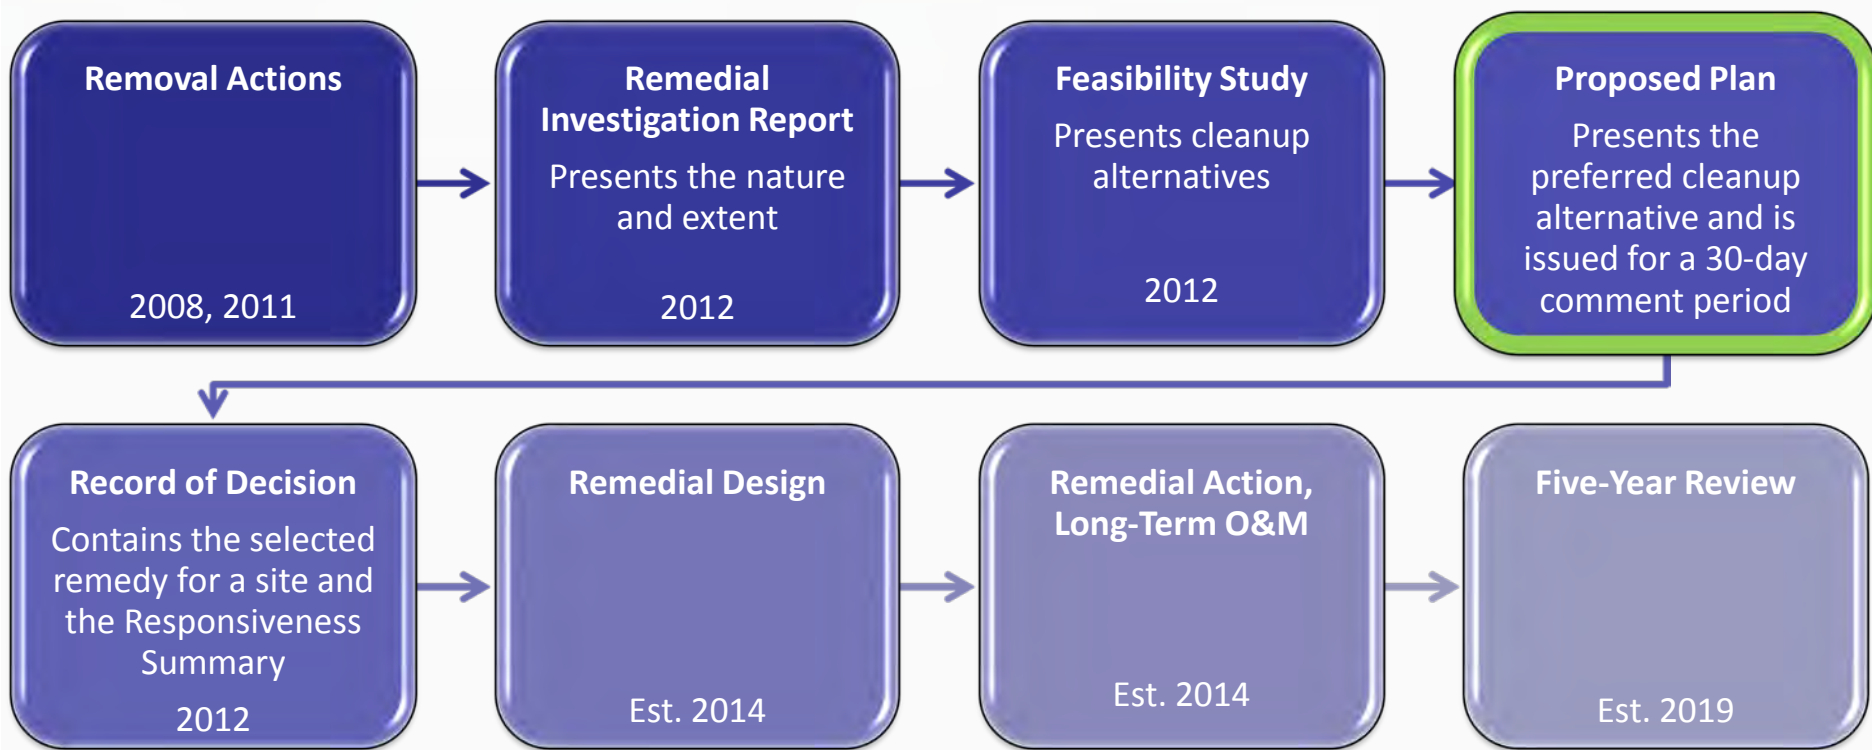 Removal Actions
2008, 2011
Remedial
Investigation Report
Presents the nature
and extent
2012
Feasibility Study
Presents cleanup
alternatives
2012
Proposed Plan
Presents the
preferred cleanup
alternative and is
issued for a 30-day
comment period
Record of Decision
Contains the selected
remedy for a site and
the Responsiveness
Summary
2012
Remedial Design
Est. 2014
Remedial Action,
Long-Term O&M
Est. 2014
Five-Year Review
Est. 2019